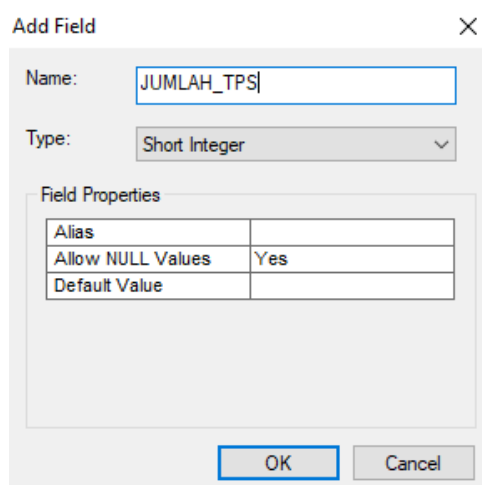 Add Field
Name: JUMLAH_TPS
Type: Short Integer
Field Properties
Alias
Allow NULL Values Yes
Default Value
OK Cancel